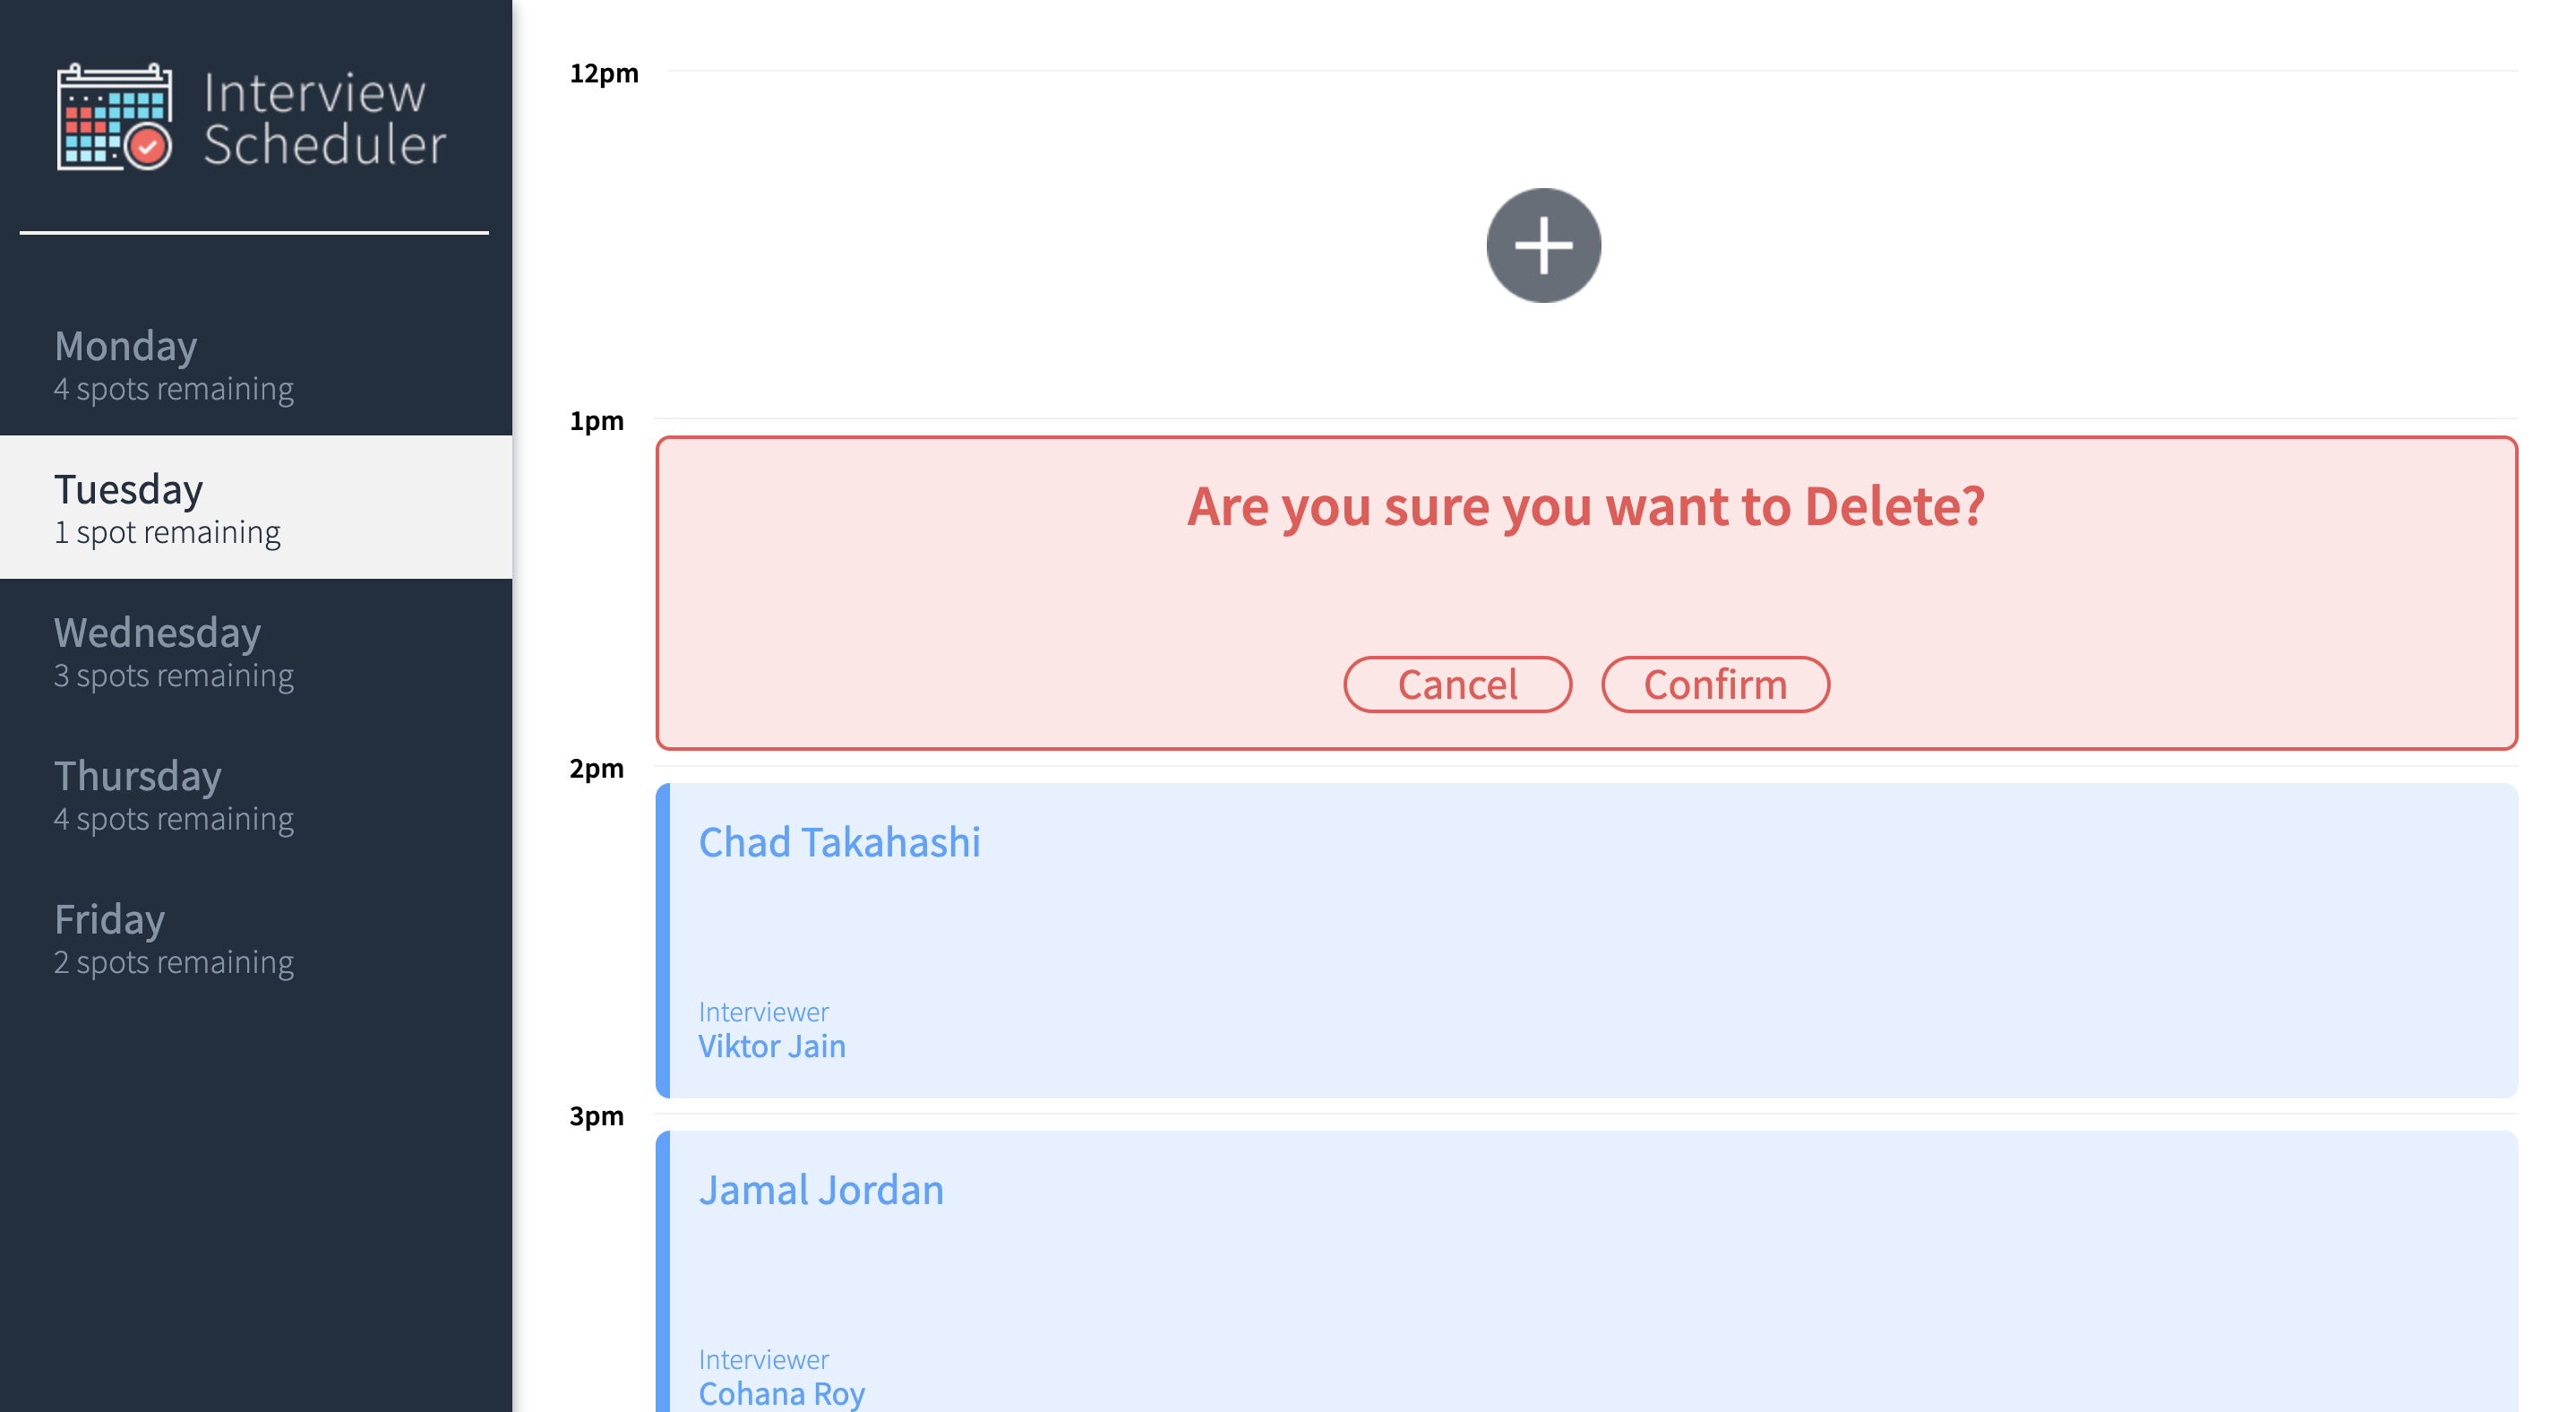 Interview
Scheduler
Monday
4 spots remaining
Tuesday
1 spot remaining
Wednesday
3 spots remaining
Thursday
4 spots remaining
Friday
2 spots remaining
12pm
1pm
Are you sure you want to Delete?
Cancel Confirm
2pm
Chad Takahashi
Interviewer
Viktor Jain
3pm
Jamal Jordan
Interviewer
Cohana Roy